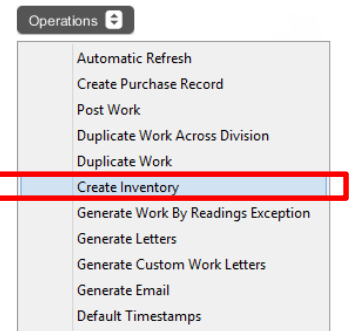 Operations
Automatic Refresh
Create Purchase Record
Post Work
Duplicate Work Across Division
Duplicate Work
Create Inventory
Generate Work By Readings Exception
Generate Letters
Generate Custom Work Letters
Generate Email
Default Timestamps